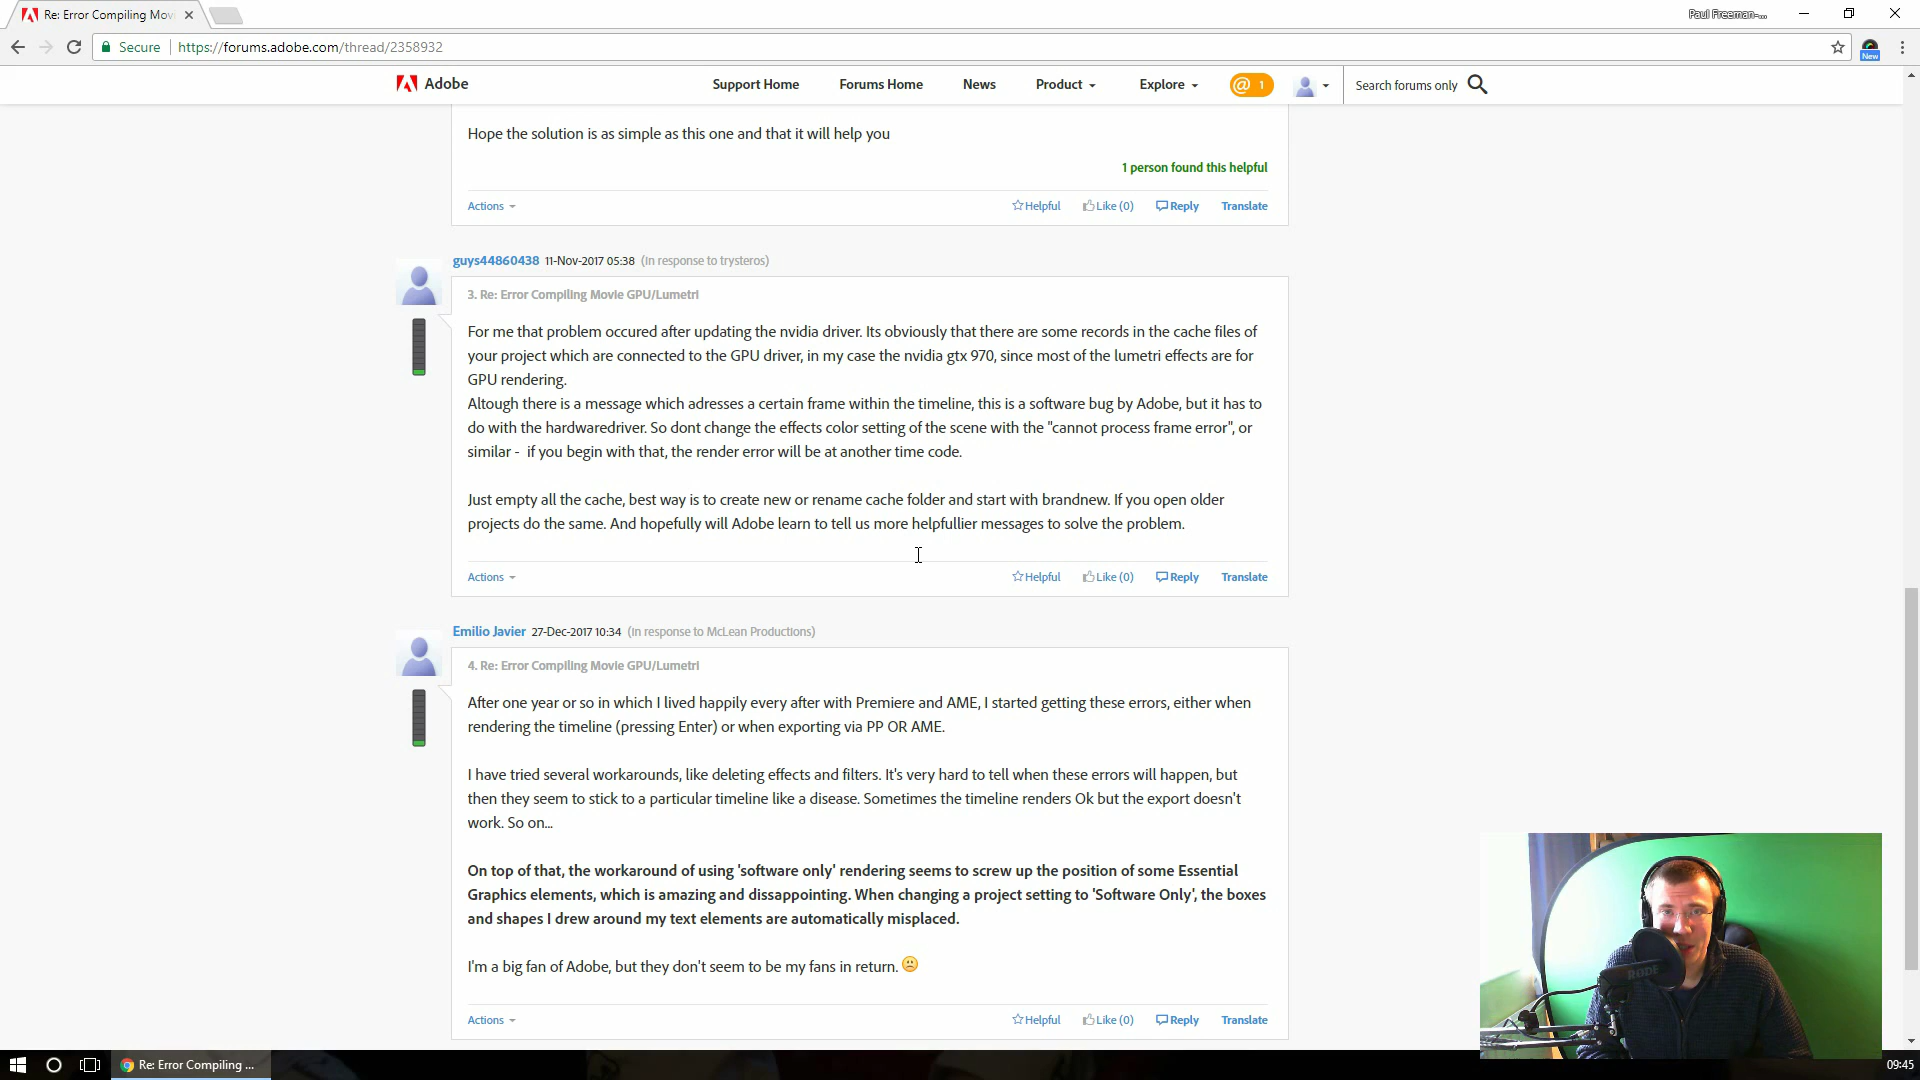 Re: Error Compiling Mov
Paul Freeman-...
Secure
https://forums.adobe.com/thread/2358932
New
Adobe
Support Home
Forums Home
News
Product
Explore
@ 1
Search forums only
Hope the solution is as simple as this one and that it will help you
1 person found this helpful
Actions
Helpful
Like (0)
Reply
Translate
guys44860438 11-Nov-2017 05:38 (in response to trysteros)
3. Re: Error Compiling Movie GPU/Lumetri
For me that problem occured after updating the nvidia driver. Its obviously that there are some records in the cache files of
your project which are connected to the GPU driver, in my case the nvidia gtx 970, since most of the lumetri effects are for
GPU rendering.
Altough there is a message which adresses a certain frame within the timeline, this is a software bug by Adobe, but it has to
do with the hardwaredriver. So dont change the effects color setting of the scene with the "cannot process frame error", or
similar - if you begin with that, the render error will be at another time code.
Just empty all the cache, best way is to create new or rename cache folder and start with brandnew. If you open older
projects do the same. And hopefully will Adobe learn to tell us more helpfullier messages to solve the problem.
Actions
Helpful
Like (0)
Reply
Translate
Emilio Javier 27-Dec-2017 10:34 (in response to McLean Productions)
4. Re: Error Compiling Movie GPU/Lumetri
After one year or so in which I lived happily every after with Premiere and AME, I started getting these errors, either when
rendering the timeline (pressing Enter) or when exporting via PP OR AME.
I have tried several workarounds, like deleting effects and filters. It's very hard to tell when these errors will happen, but
then they seem to stick to a particular timeline like a disease. Sometimes the timeline renders Ok but the export doesn't
work. So on...
On top of that, the workaround of using 'software only' rendering seems to screw up the position of some Essential
Graphics elements, which is amazing and dissappointing. When changing a project setting to 'Software Only', the boxes
and shapes I drew around my text elements are automatically misplaced.
I'm a big fan of Adobe, but they don't seem to be my fans in return.
Actions
Helpful
Like (0)
Reply
Translate
RØDE
Re: Error Compiling ...
09:45